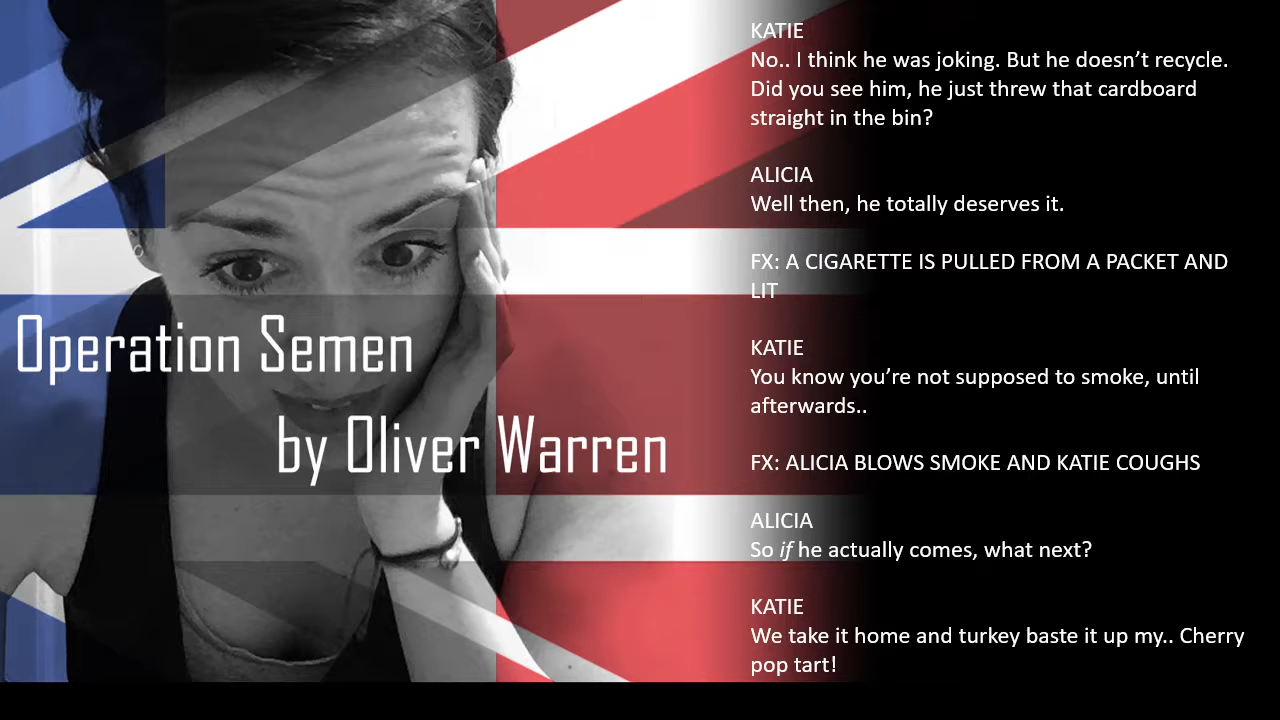 Operation Semen
by Oliver Warren
KATIE
No.. I think he was joking. But he doesn’t recycle.
Did you see him, he just threw that cardboard
straight in the bin?
ALICIA
Well then, he totally deserves it.
FX: A CIGARETTE IS PULLED FROM A PACKET AND
LIT
KATIE
You know you’re not supposed to smoke, until
afterwards..
FX: ALICIA BLOWS SMOKE AND KATIE COUGHS
ALICIA
So if he actually comes, what next?
KATIE
We take it home and turkey baste it up my.. Cherry
pop tart!